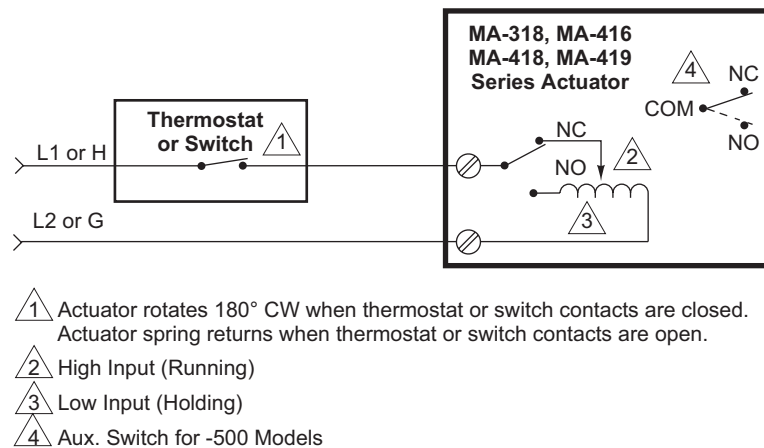 MA-318, MA-416
MA-418, MA-419
Series Actuator
4
NC
COM
NO
Thermostat
or Switch
1
L1 or H
NC
2
NO
3
L2 or G
1 Actuator rotates 180° CW when thermostat or switch contacts are closed.
Actuator spring returns when thermostat or switch contacts are open.
2 High Input (Running)
3 Low Input (Holding)
4 Aux. Switch for -500 Models